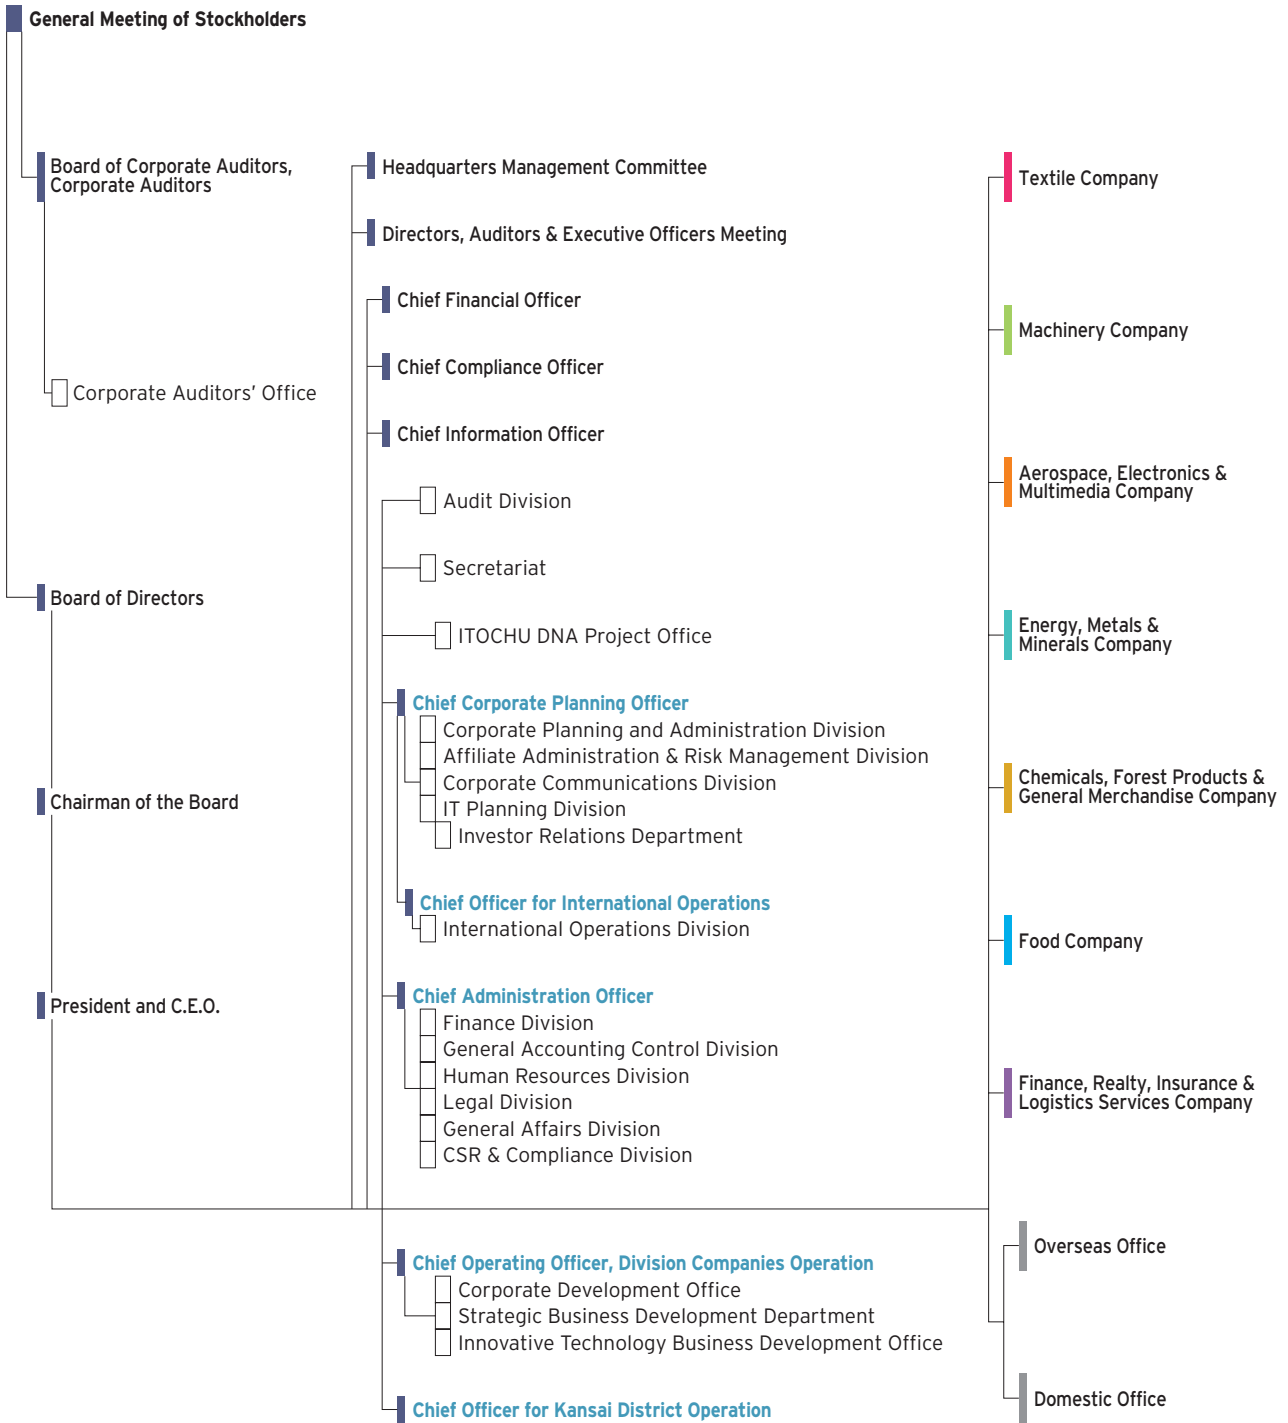 General Meeting of Stockholders
Board of Corporate Auditors,
Corporate Auditors
Corporate Auditors’ Office
Board of Directors
Chairman of the Board
President and C.E.O.
Headquarters Management Committee
Directors, Auditors & Executive Officers Meeting
Chief Financial Officer
Chief Compliance Officer
Chief Information Officer
Audit Division
Secretariat
ITOCHU DNA Project Office
Chief Corporate Planning Officer
Corporate Planning and Administration Division
Affiliate Administration & Risk Management Division
Corporate Communications Division
IT Planning Division
Investor Relations Department
Chief Officer for International Operations
International Operations Division
Chief Administration Officer
Finance Division
General Accounting Control Division
Human Resources Division
Legal Division
General Affairs Division
CSR & Compliance Division
Chief Operating Officer, Division Companies Operation
Corporate Development Office
Strategic Business Development Department
Innovative Technology Business Development Office
Chief Officer for Kansai District Operation
Textile Company
Machinery Company
Aerospace, Electronics &
Multimedia Company
Energy, Metals &
Minerals Company
Chemicals, Forest Products &
General Merchandise Company
Food Company
Finance, Realty, Insurance &
Logistics Services Company
Overseas Office
Domestic Office